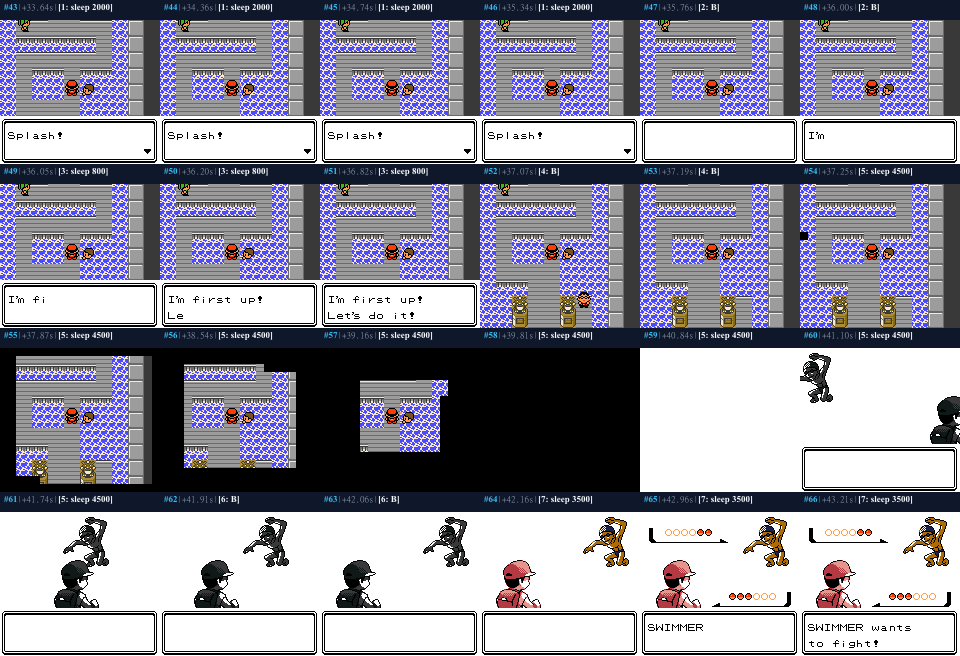 #43|+33.64s|[1: sleep 2000]
#44|+34.36s|[1: sleep 2000]
#45|+34.74s|[1: sleep 2000]
#46|+35.34s|[1: sleep 2000]
#47|+35.76s|[2: B]
#48|+36.00s|[2: B]
Splash!
Splash!
Splash!
Splash!
I'm
#49|+36.05s|[3: sleep 800]
#50|+36.20s|[3: sleep 800]
#51|+36.82s|[3: sleep 800]
#52|+37.07s|[4: B]
#53|+37.19s|[4: B]
#54|+37.25s|[5: sleep 4500]
I'm fi
I'm first up!
Le
I'm first up!
Let's do it!
#55|+37.87s|[5: sleep 4500]
#56|+38.54s|[5: sleep 4500]
#57|+39.16s|[5: sleep 4500]
#58|+39.81s|[5: sleep 4500]
#59|+40.84s|[5: sleep 4500]
#60|+41.10s|[5: sleep 4500]
#61|+41.74s|[5: sleep 4500]
#62|+41.91s|[6: B]
#63|+42.06s|[6: B]
#64|+42.16s|[7: sleep 3500]
#65|+42.96s|[7: sleep 3500]
#66|+43.21s|[7: sleep 3500]
SWIMMER
SWIMMER wants
to fight!